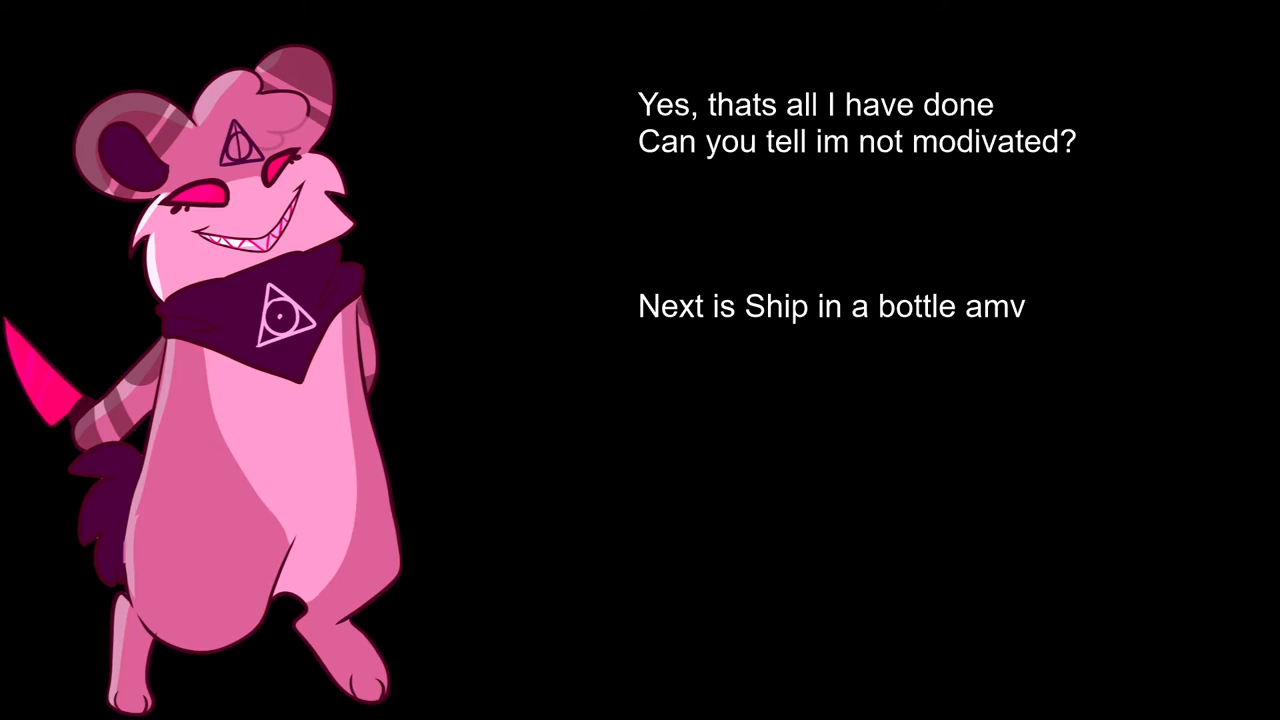 Yes, thats all I have done
Can you tell im not modivated?
Next is Ship in a bottle amv